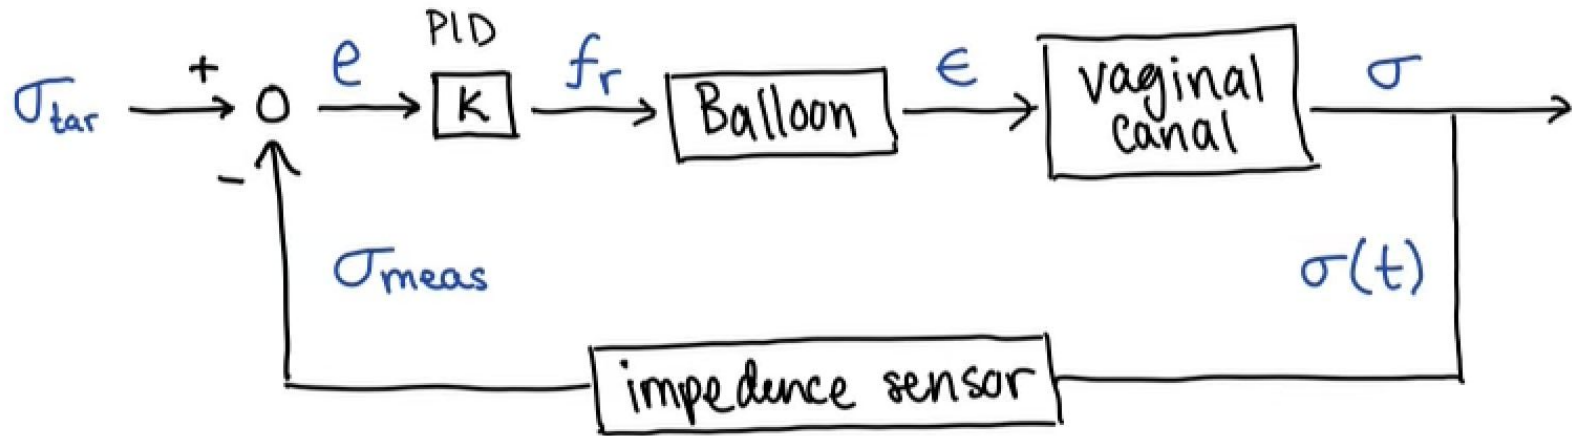 PID
σtar
+
e
K
fr
Balloon
ϵ
vaginal
canal
σ
-
σmeas
σ(t)
impedence sensor